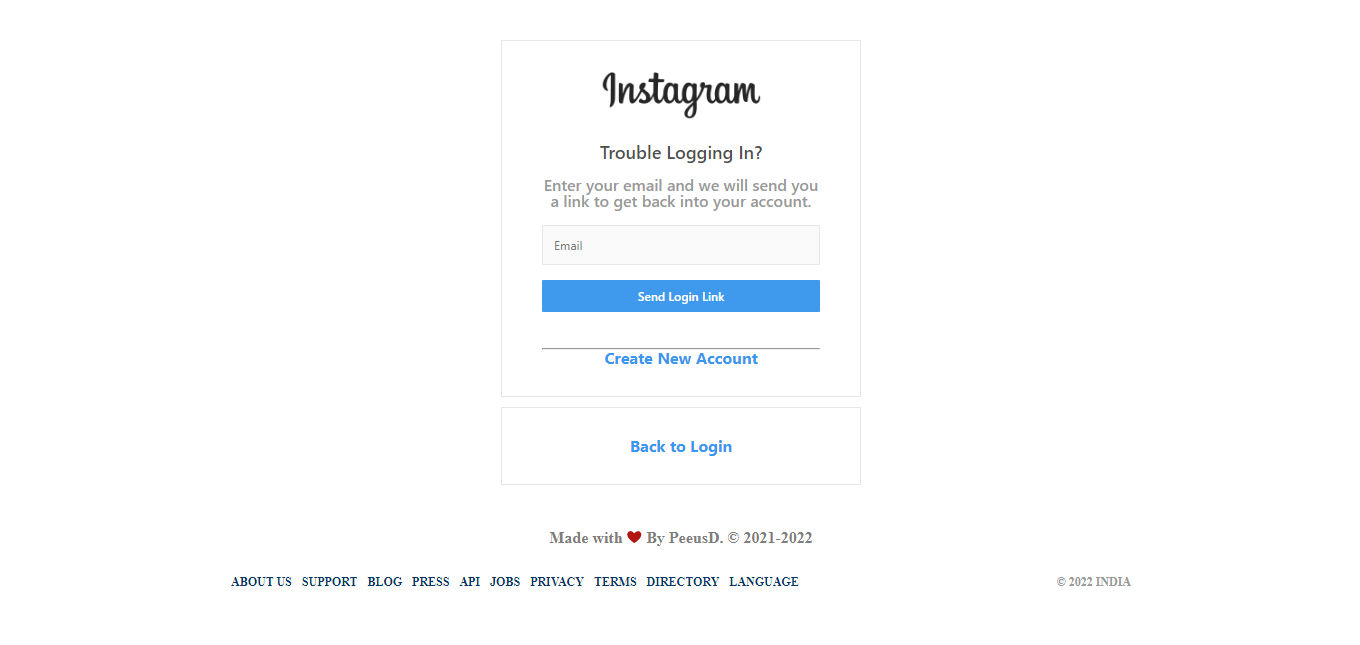 Instagram
Trouble Logging In?
Enter your email and we will send you
a link to get back into your account.
Email
Send Login Link
Create New Account
Back to Login
Made with ❤ By PeeusD. © 2021-2022
ABOUT US SUPPORT BLOG PRESS API JOBS PRIVACY TERMS DIRECTORY LANGUAGE © 2022 INDIA